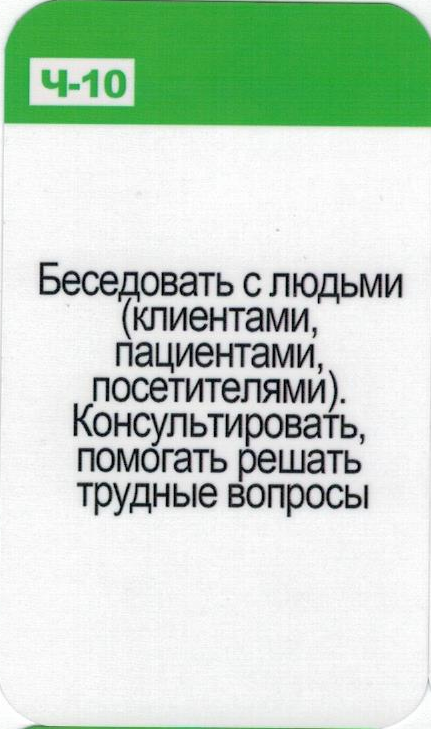 Ч-10
Беседовать с людьми
(клиентами,
пациентами,
посетителями).
Консультировать,
помогать решать
трудные вопросы